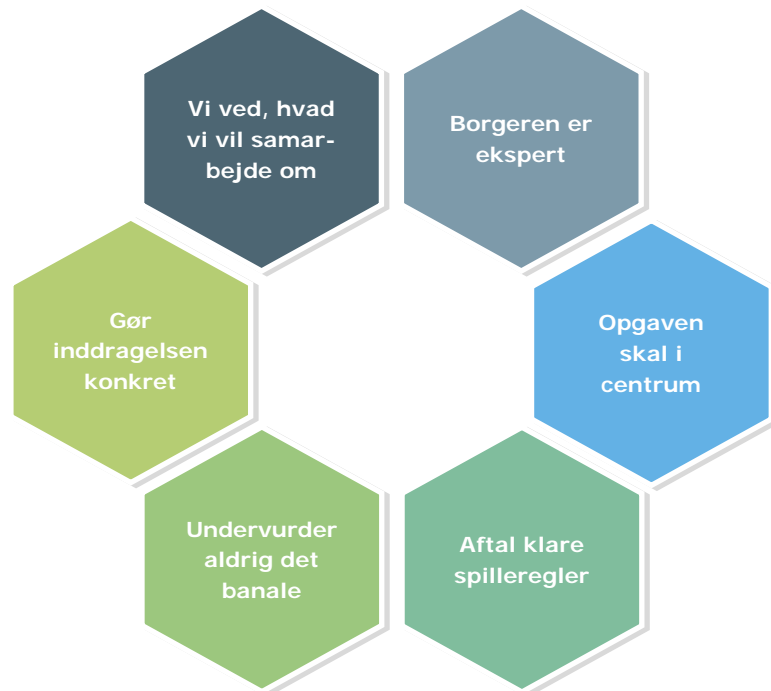 Vi ved, hvad
vi vil samar-
bejde om
Borgeren er
ekspert
Opgaven
skal i
centrum
Aftal klare
spilleregler
Undervurder
aldrig det
banale
Gør
inddragelsen
konkret